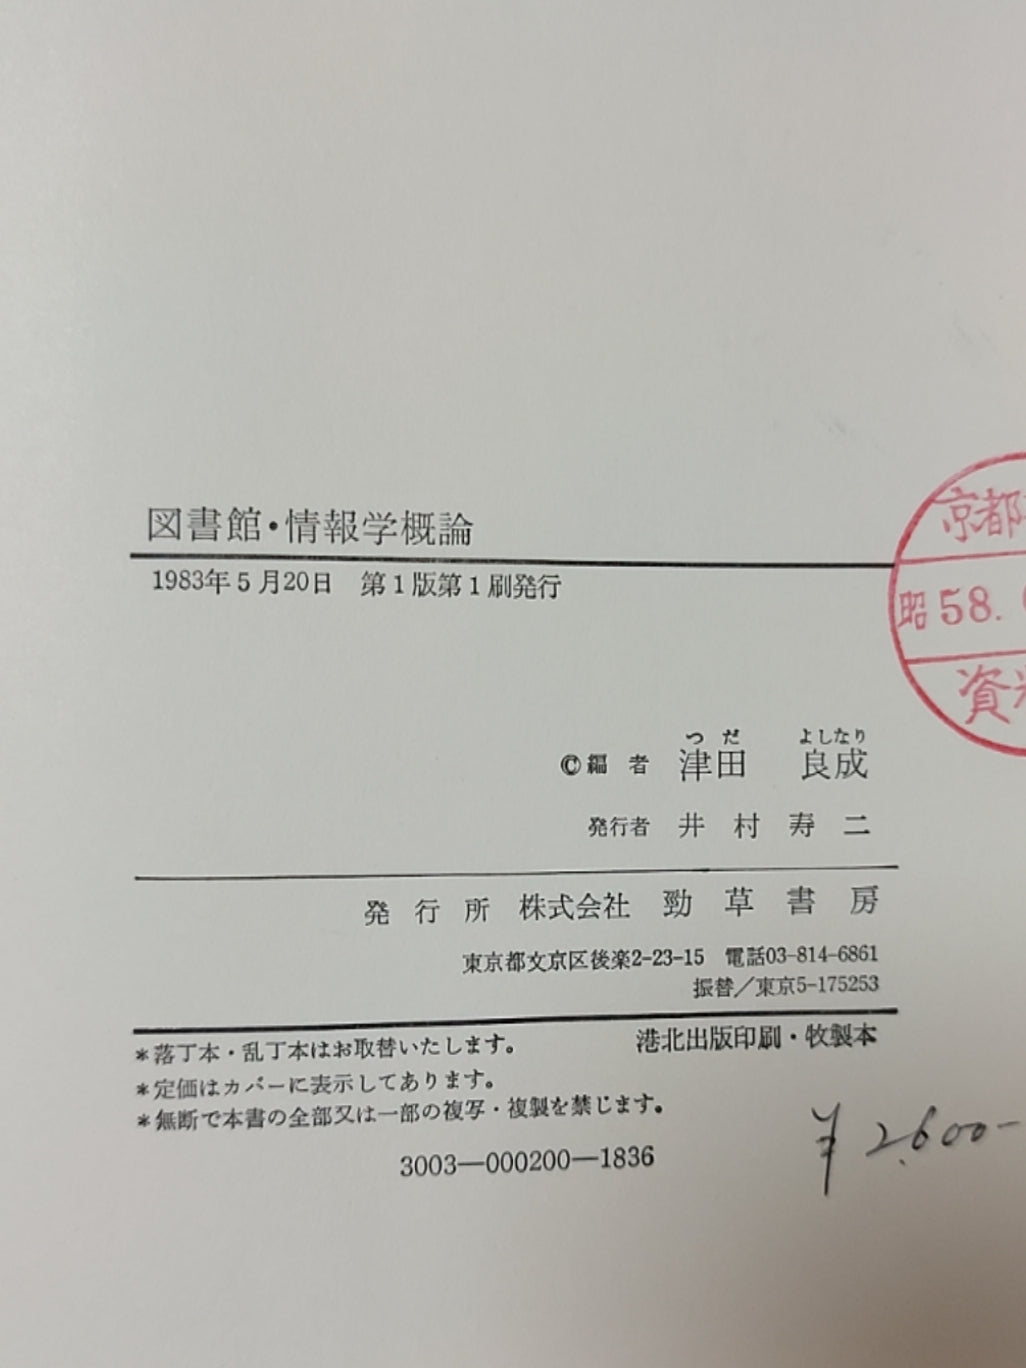 図書館・情報学概論
1983年5月20日　第1版第1刷発行
京都
昭58.
資
つだ　よしなり
©編者　津田　良成
発行者　井村寿二
発行所　株式会社　勁草書房
東京都文京区後楽2-23-15　電話03-814-6861
振替／東京5-175253
＊落丁本・乱丁本はお取替いたします。　港北出版印刷・牧製本
＊定価はカバーに表示してあります。
＊無断で本書の全部又は一部の複写・複製を禁じます。
3003―000200―1836
¥2,600-